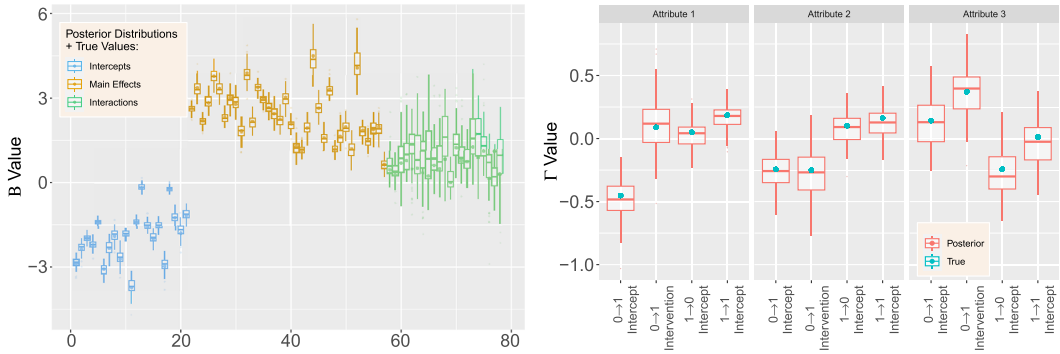 6
3
0
−3
B Value
Posterior Distributions
+ True Values:
Intercepts
Main Effects
Interactions
0
20
40
60
80
Attribute 1
Attribute 2
Attribute 3
0.5
0.0
−0.5
−1.0
Γ Value
Posterior
True
0→1
Intercept
0→1
Intervention
1→0
Intercept
1→1
Intercept
0→1
Intercept
0→1
Intervention
1→0
Intercept
1→1
Intercept
0→1
Intercept
0→1
Intervention
1→0
Intercept
1→1
Intercept